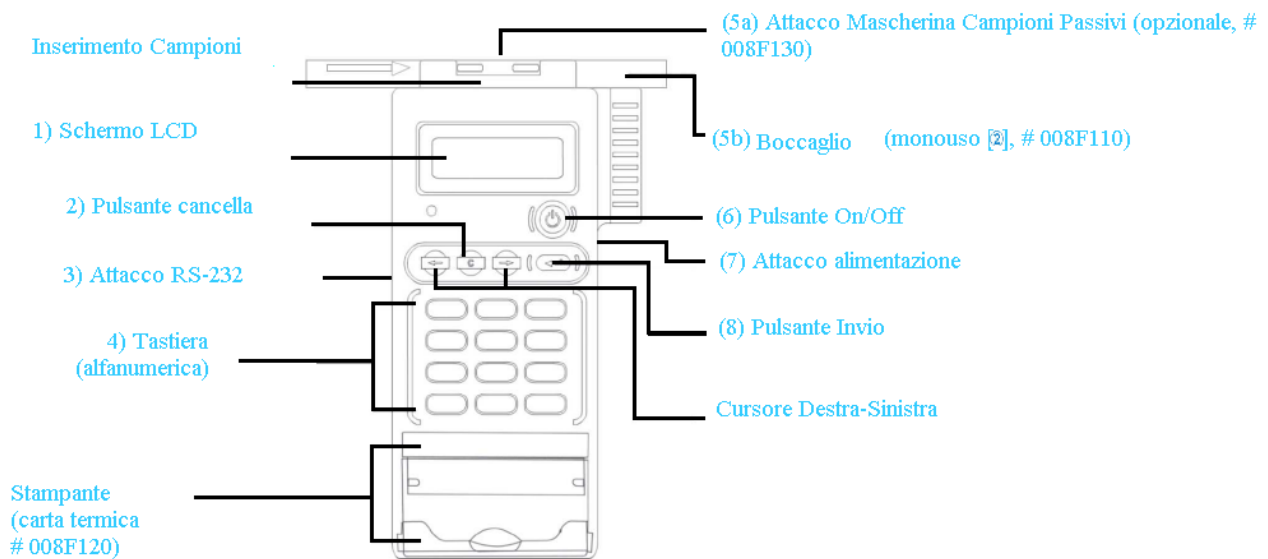 Inserimento Campioni
1) Schermo LCD
2) Pulsante cancella
3) Attacco RS-232
4) Tastiera
(alfanumerica)
Stampante
(carta termica
# 008F120)
(5a) Attacco Mascherina Campioni Passivi (opzionale, #
008F130)
(5b) Boccaglio (monouso [2], # 008F110)
(6) Pulsante On/Off
(7) Attacco alimentazione
(8) Pulsante Invio
Cursore Destra-Sinistra
C